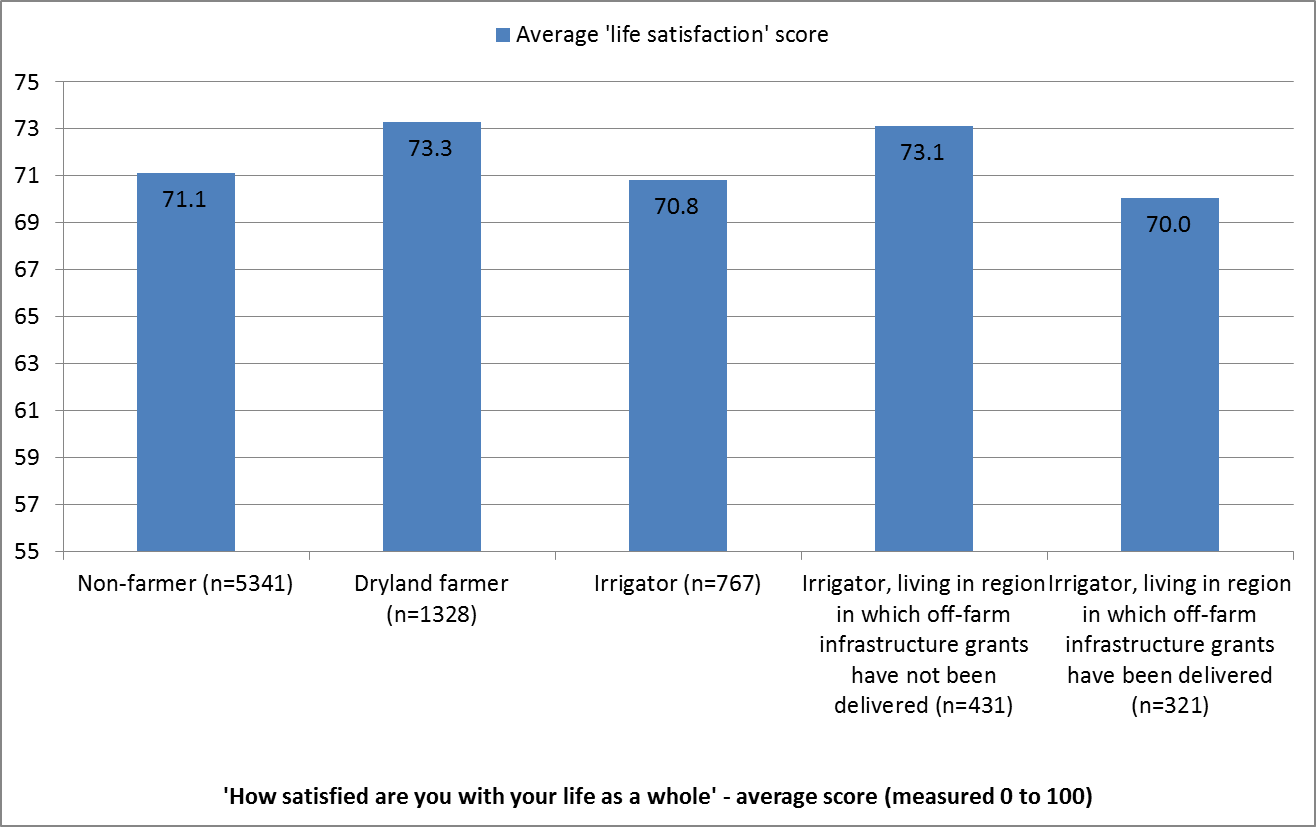 Average 'life satisfaction' score
75
73
71
69
67
65
63
61
59
57
55
71.1
73.3
70.8
73.1
70.0
Non-farmer (n=5341)
Dryland farmer
(n=1328)
Irrigator (n=767)
Irrigator, living in region
in which off-farm
infrastructure grants
have not been
delivered (n=431)
Irrigator, living in region
in which off-farm
infrastructure grants
have been delivered
(n=321)
'How satisfied are you with your life as a whole' - average score (measured 0 to 100)